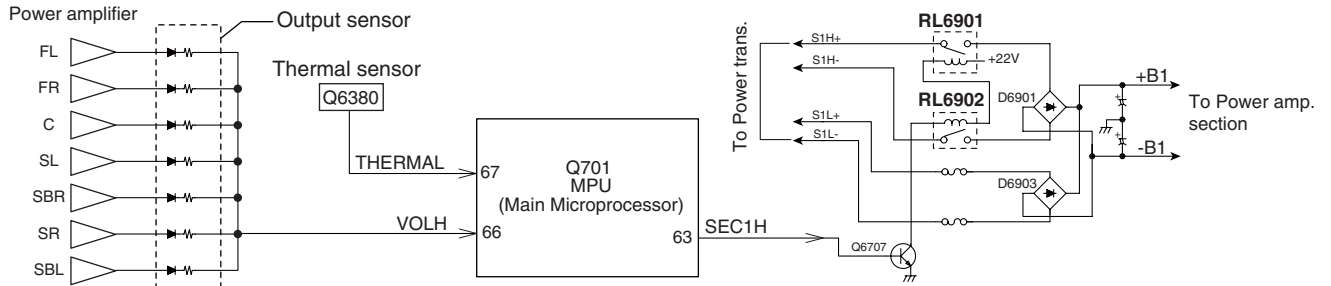 Power amplifier
Output sensor
FL
FR
C
SL
SBR
SR
SBL
Thermal sensor
Q6380
THERMAL
67
VOLH
66
Q701
MPU
(Main Microprocessor)
63
SEC1H
Q6707
To Power trans.
S1H+
S1H-
S1L+
S1L-
RL6901
+22V
RL6902
D6901
D6903
+
+
+B1
-B1
To Power amp.
section